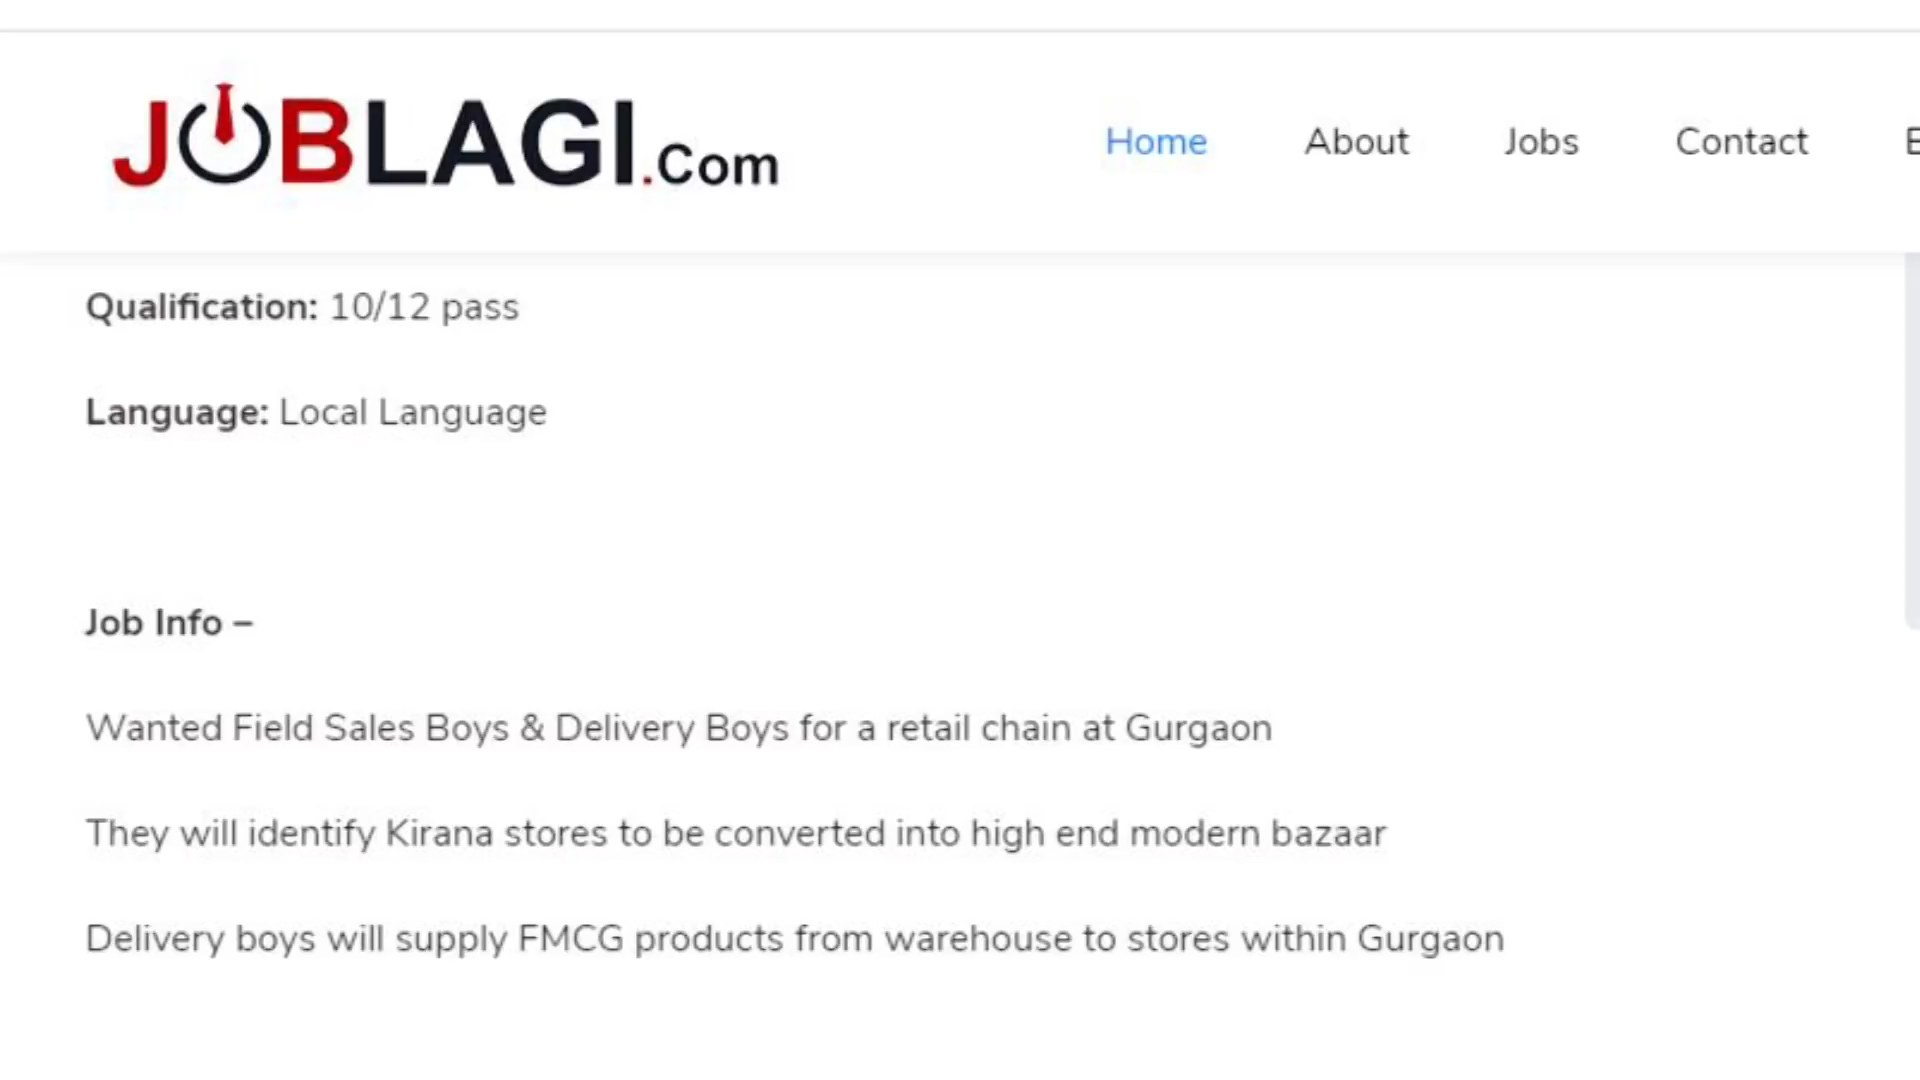 JOBLAGI.Com
Home About Jobs Contact
Qualification: 10/12 pass
Language: Local Language
Job Info –
Wanted Field Sales Boys & Delivery Boys for a retail chain at Gurgaon
They will identify Kirana stores to be converted into high end modern bazaar
Delivery boys will supply FMCG products from warehouse to stores within Gurgaon